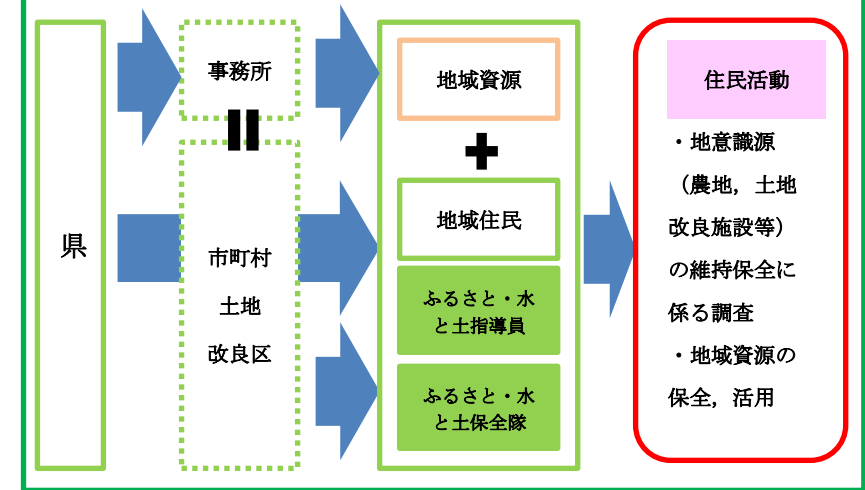 県
事務所
市町村
土地
改良区
地域資源
地域住民
ふるさと・水
と土指導員
ふるさと・水
と土保全隊
住民活動
・地意識源
（農地，土地
改良施設等）
の維持保全に
係る調査
・地域資源の
保全，活用